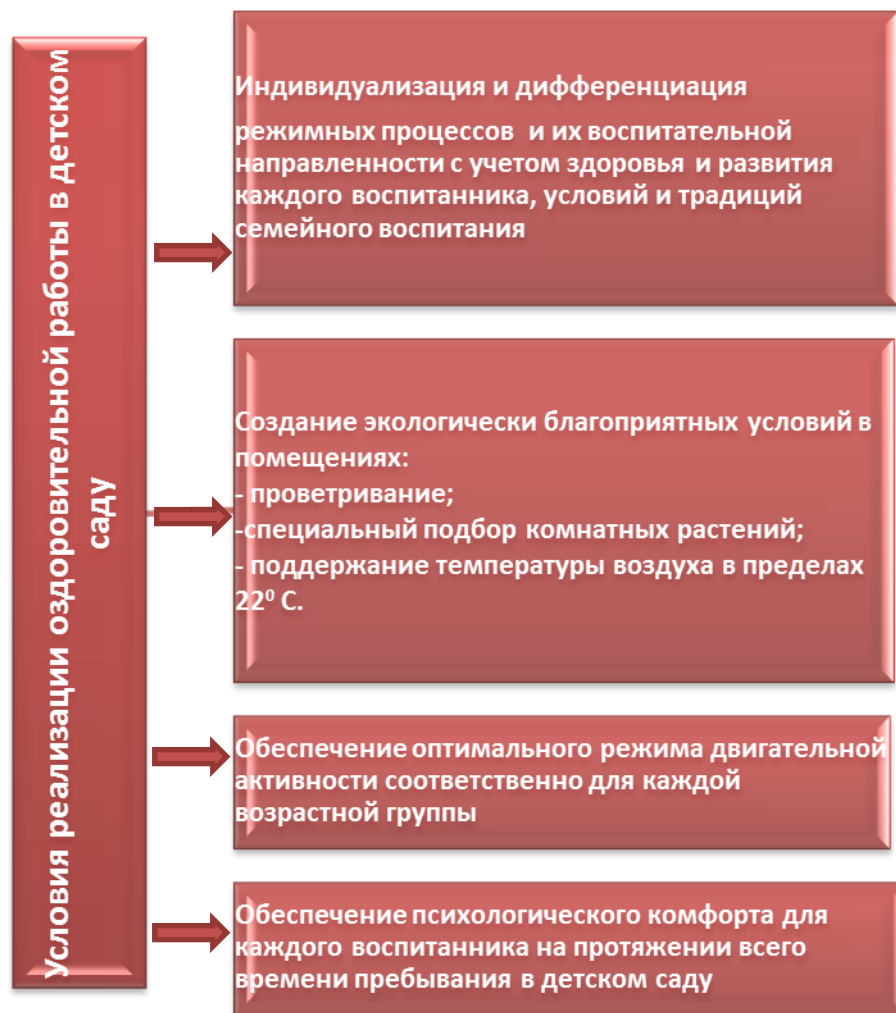 Условия реализации оздоровительной работы в детском
саду
Индивидуализация и дифференциация
режимных процессов и их воспитательной
направленности с учетом здоровья и развития
каждого воспитанника, условий и традиций
семейного воспитания
Создание экологически благоприятных условий в
помещениях:
- проветривание;
-специальный подбор комнатных растений;
- поддержание температуры воздуха в пределах
22⁰ С.
Обеспечение оптимального режима двигательной
активности соответственно для каждой
возрастной группы
Обеспечение психологического комфорта для
каждого воспитанника на протяжении всего
времени пребывания в детском саду